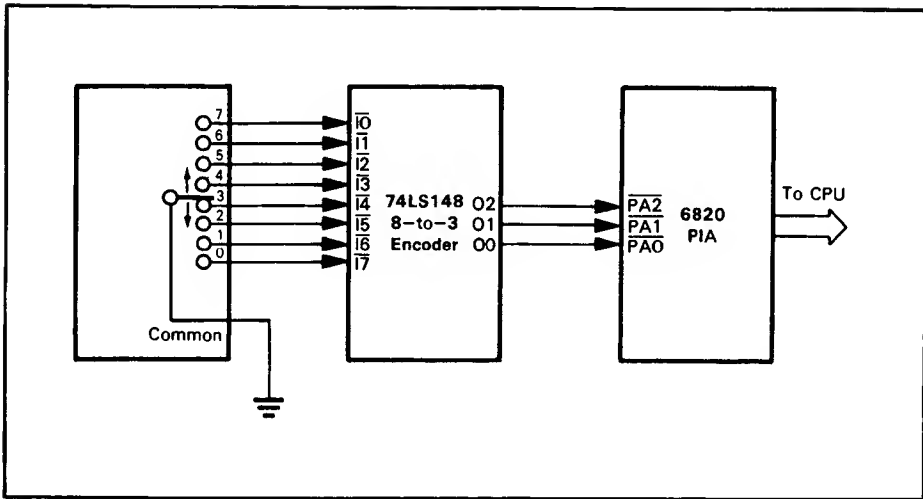 7
6
5
4
3
2
1
0
Common
I0
I1
I2
I3
I4
I5
I6
I7
74LS148
8-to-3
Encoder
O2
O1
O0
PA2
PA1
PA0
6820
PIA
To CPU